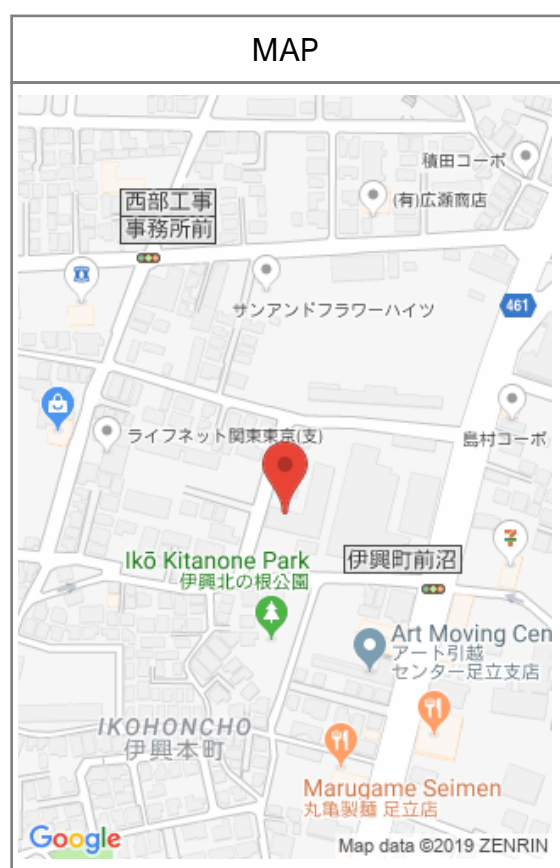 MAP
積田コーポ
(有)広瀬商店
西部工事
事務所前
461
サンアンドフラワーハイツ
ライフネット関東東京(支)
島村コーポ
Ikō Kitanone Park
伊興北の根公園
伊興町前沼
Art Moving Cen
アート引越
センター足立支店
IKOHONCHO
伊興本町
Marugame Seimen
丸亀製麺 足立店
Google
Map data ©2019 ZENRIN